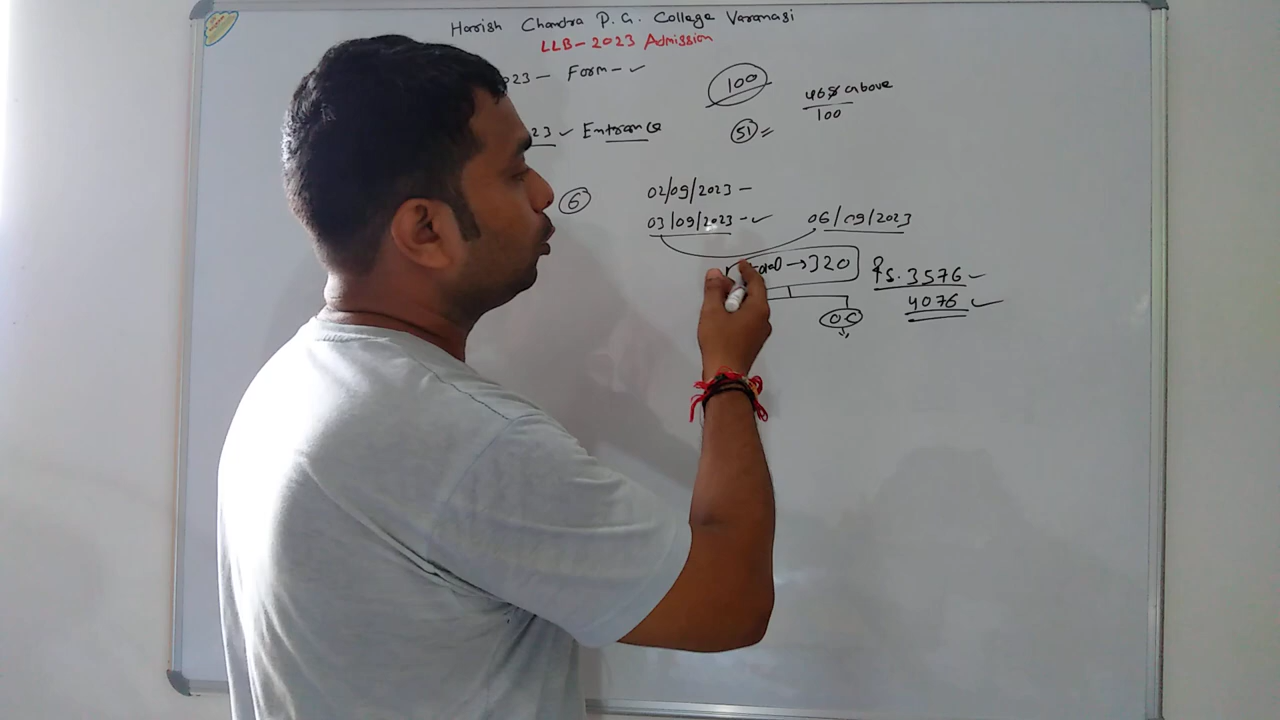 Harish Chandra P. G. College Varanasi
LLB-2023 Admission
023 - Form - ✓
100
46% above
100
23 ✓ Entrance
51 =
6
02/09/2023 -
03/09/2023 - ✓
06/09/2023
→ 320
Rs. 3576 -
4076 ✓